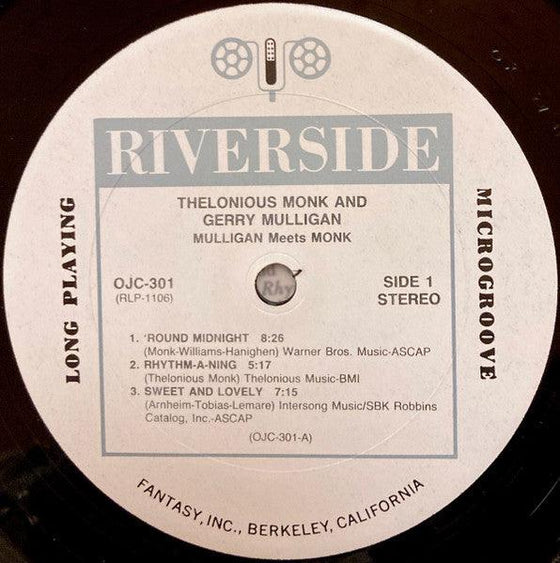 RIVERSIDE
THELONIOUS MONK AND
GERRY MULLIGAN
MULLIGAN Meets MONK
LONG PLAYING
MICROGROOVE
OJC-301
(RLP-1106)
Rhy
SIDE 1
STEREO
1. 'ROUND MIDNIGHT 8:26
(Monk-Williams-Hanighen) Warner Bros. Music-ASCAP
2. RHYTHM-A-NING 5:17
(Thelonious Monk) Thelonious Music-BMI
3. SWEET AND LOVELY 7:15
(Arnheim-Tobias-Lemare) Intersong Music/SBK Robbins
Catalog, Inc.-ASCAP
(OJC-301-A)
FANTASY, INC., BERKELEY, CALIFORNIA